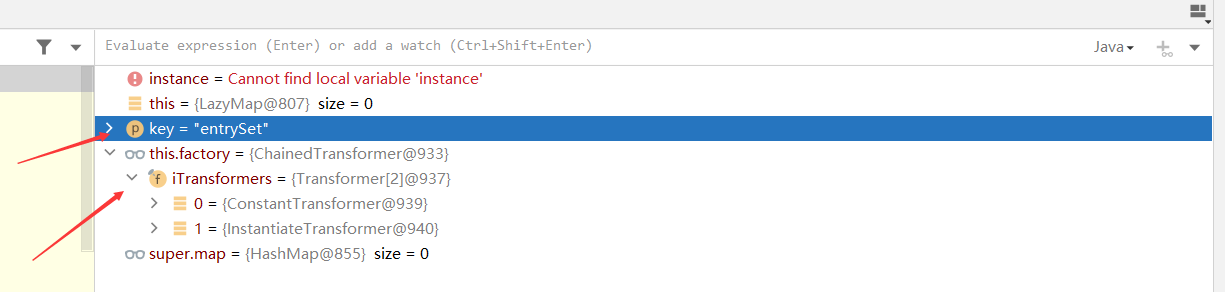 Evaluate expression (Enter) or add a watch (Ctrl+Shift+Enter) Java
instance = Cannot find local variable 'instance'
this = {LazyMap@807} size = 0
p key = "entrySet"
this.factory = {ChainedTransformer@933}
f iTransformers = {Transformer[2]@937}
0 = {ConstantTransformer@939}
1 = {InstantiateTransformer@940}
super.map = {HashMap@855} size = 0